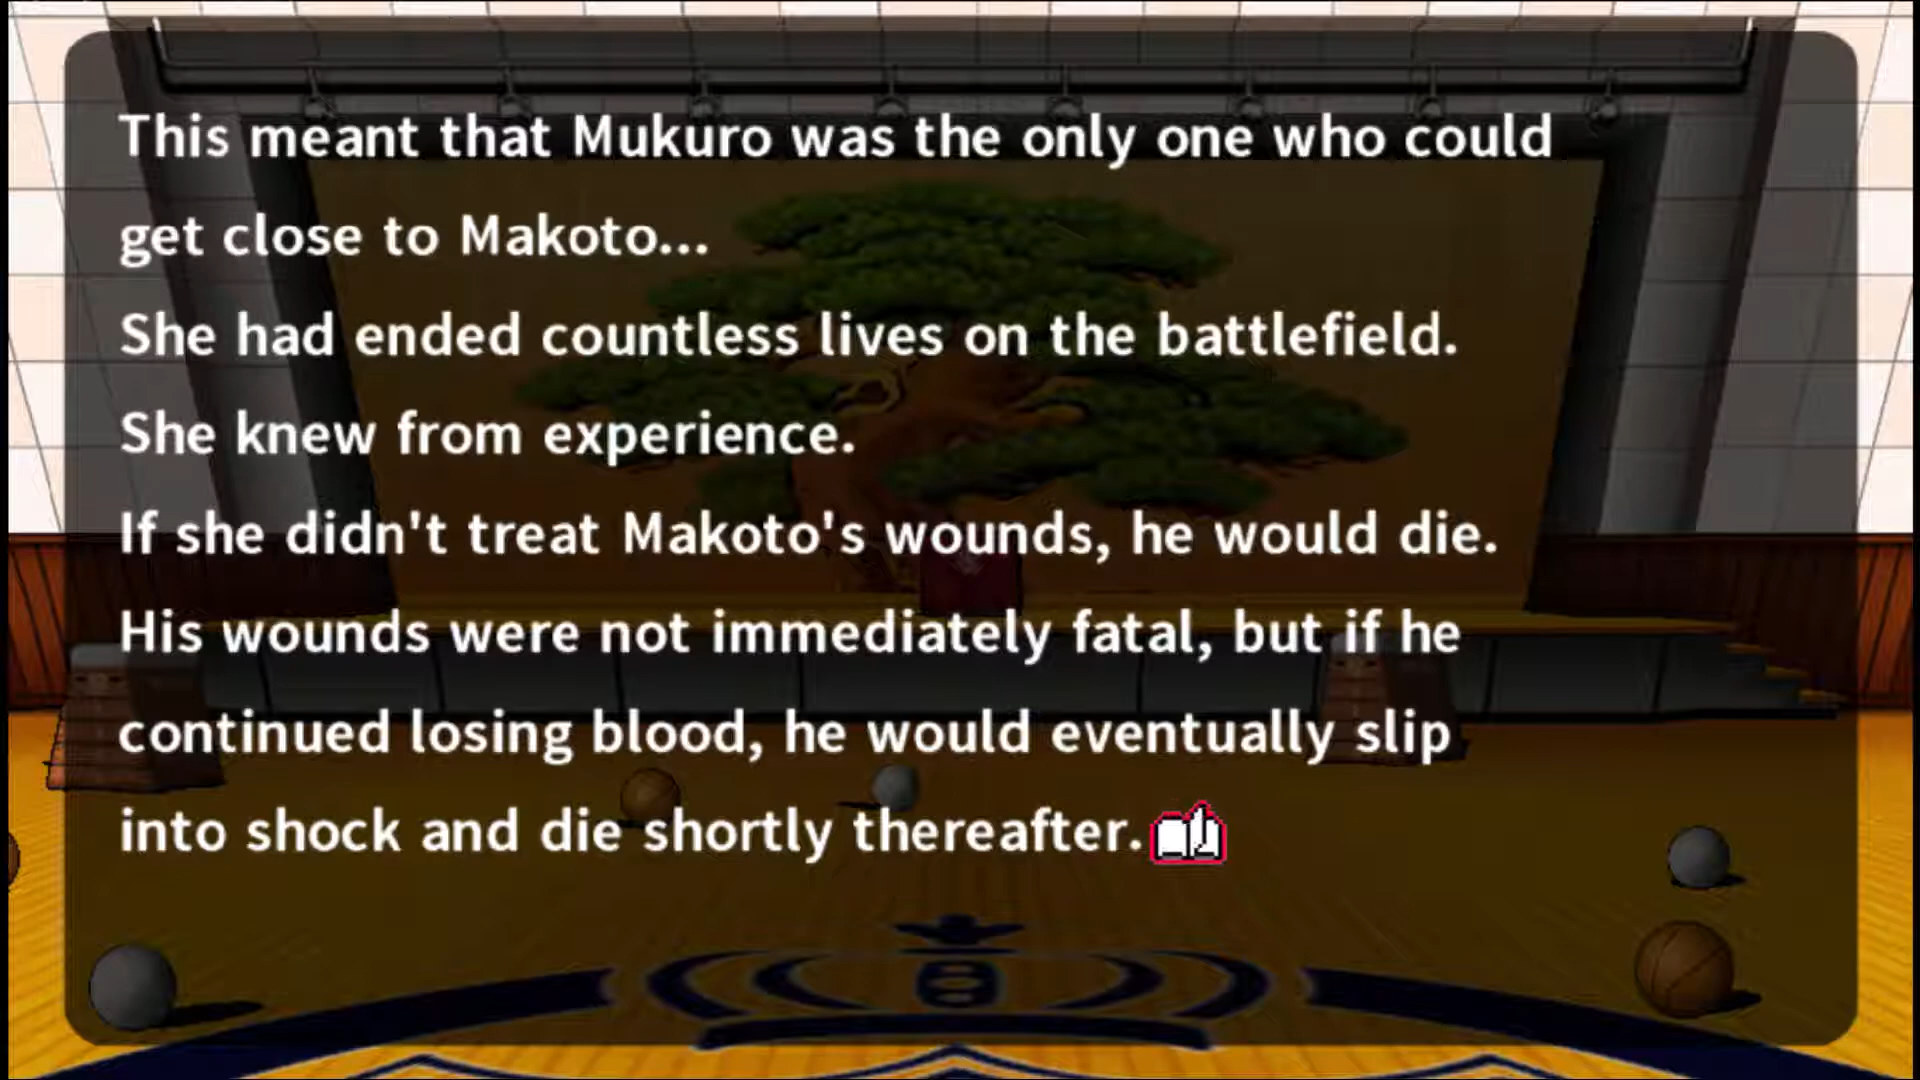 This meant that Mukuro was the only one who could
get close to Makoto...
She had ended countless lives on the battlefield.
She knew from experience.
If she didn't treat Makoto's wounds, he would die.
His wounds were not immediately fatal, but if he
continued losing blood, he would eventually slip
into shock and die shortly thereafter.